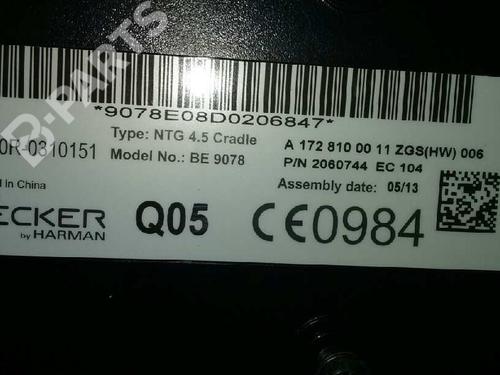 B-PARTS
*9078E08D0206847*
Type: NTG 4.5 Cradle
0R-0310151
Model No.: BE 9078
A 172 810 00 11 ZGS(HW) 006
P/N 2060744 EC 104
Assembly date: 05/13
in China
ECKER
by HARMAN
Q05
CE0984